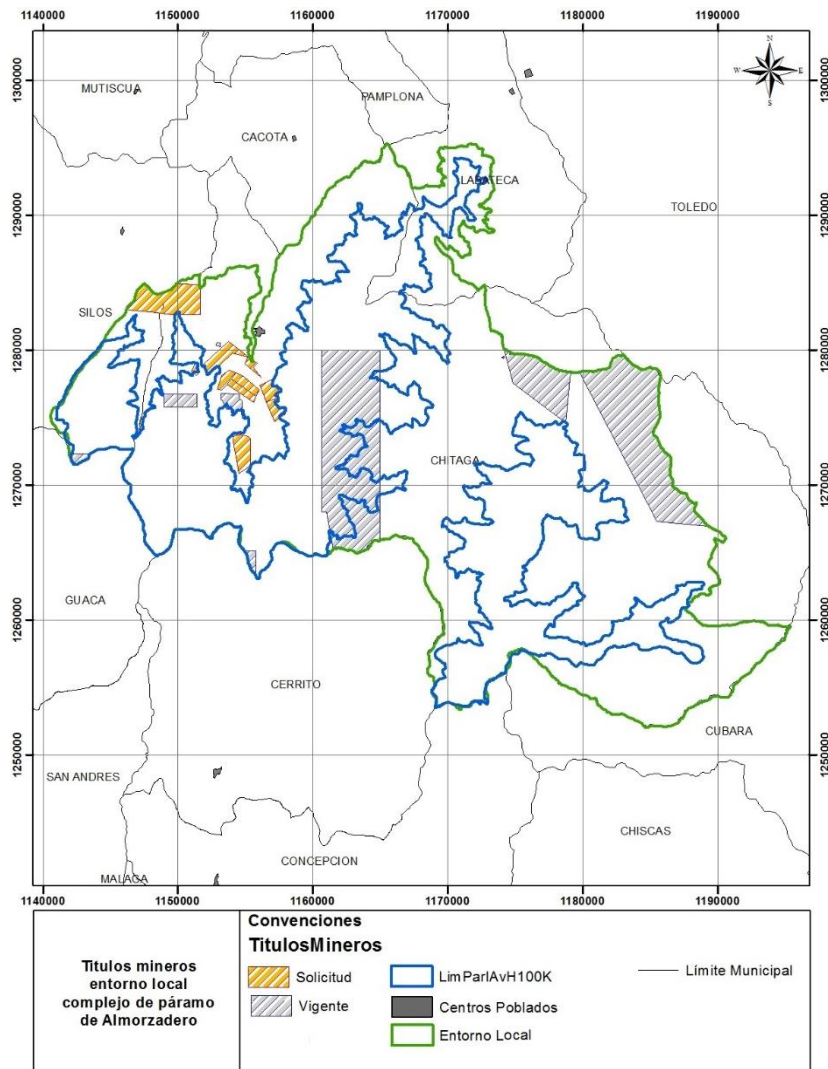 1140000 1150000 1160000 1170000 1180000 1190000
1300000 1300000
MUTISCUA
PAMPLONA
CACOTA
N
W E
S
LABATECA
1290000 1290000
TOLEDO
SILOS
1280000 1280000
CHITAGA
1270000 1270000
GUACA
1260000 1260000
CERRITO
CUBARA
1250000 1250000
SAN ANDRES
CHISCAS
CONCEPCION
MALAGA
1140000 1150000 1160000 1170000 1180000 1190000
Titulos mineros
entorno local
complejo de páramo
de Almorzadero
Convenciones
TitulosMineros
Solicitud
Vigente
LimParIAvH100K
Centros Poblados
Entorno Local
Límite Municipal